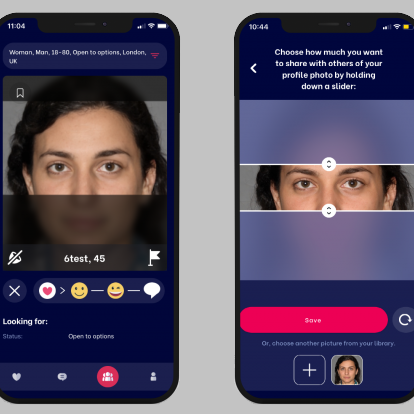 11:04
Woman, Man, 18-80, Open to options, London,
UK
6test, 45
Looking for:
Status: Open to options
10:44
Choose how much you want
to share with others of your
profile photo by holding
down a slider:
Save
Or, choose another picture from your library.